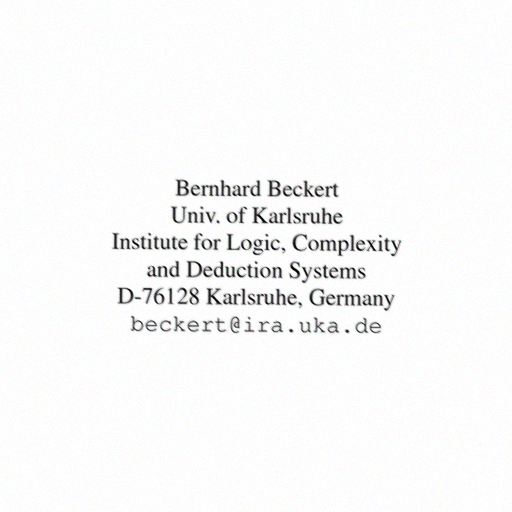 Bernhard Beckert
Univ. of Karlsruhe
Institute for Logic, Complexity
and Deduction Systems
D-76128 Karlsruhe, Germany
beckert@ira.uka.de